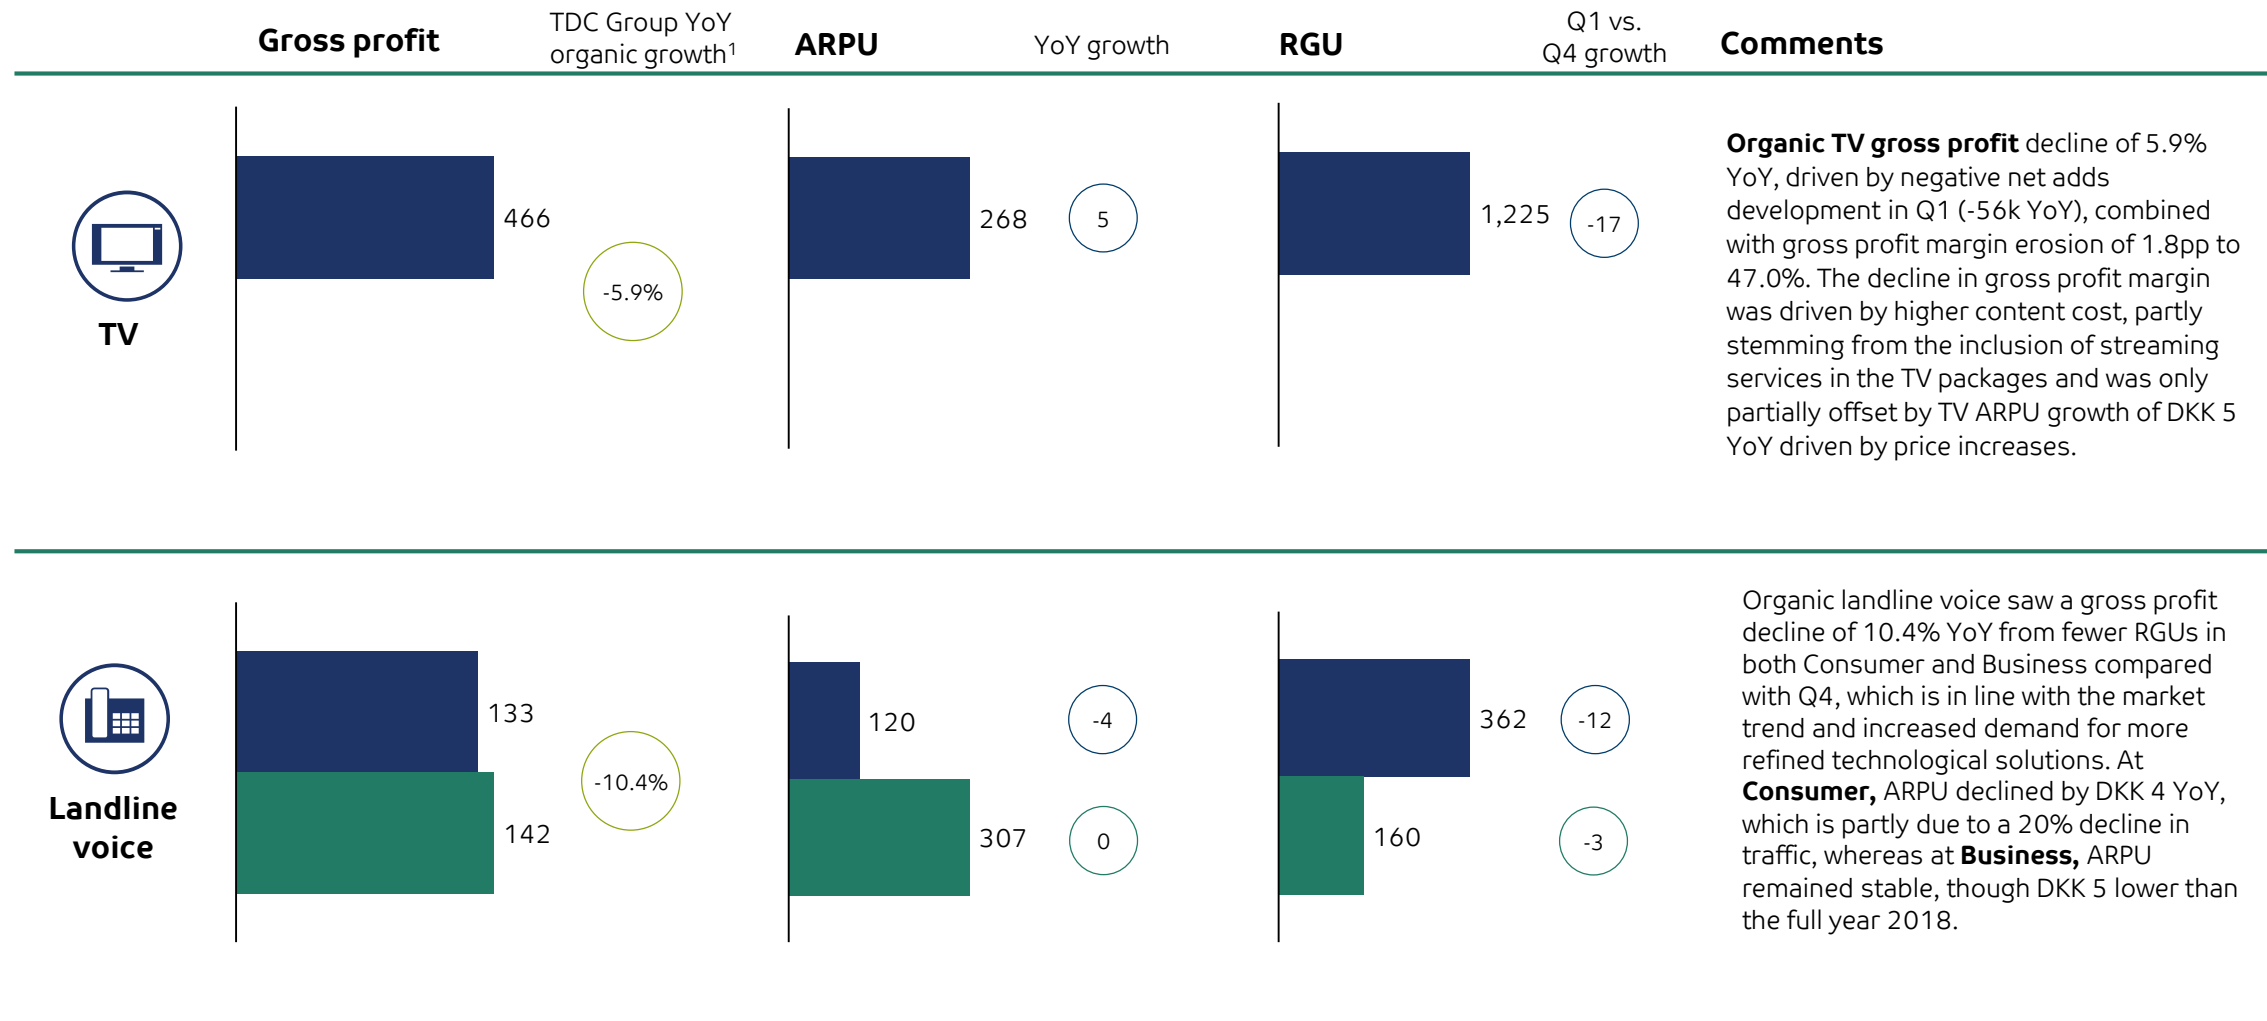 Gross profit
TDC Group YoY
organic growth1
ARPU
YoY growth
RGU
Q1 vs.
Q4 growth
Comments
TV
466
-5.9%
268
5
1,225
-17
Organic TV gross profit decline of 5.9%
YoY, driven by negative net adds
development in Q1 (-56k YoY), combined
with gross profit margin erosion of 1.8pp to
47.0%. The decline in gross profit margin
was driven by higher content cost, partly
stemming from the inclusion of streaming
services in the TV packages and was only
partially offset by TV ARPU growth of DKK 5
YoY driven by price increases.
Landline
voice
133
142
-10.4%
120
307
-4
0
362
160
-12
-3
Organic landline voice saw a gross profit
decline of 10.4% YoY from fewer RGUs in
both Consumer and Business compared
with Q4, which is in line with the market
trend and increased demand for more
refined technological solutions. At
Consumer, ARPU declined by DKK 4 YoY,
which is partly due to a 20% decline in
traffic, whereas at Business, ARPU
remained stable, though DKK 5 lower than
the full year 2018.